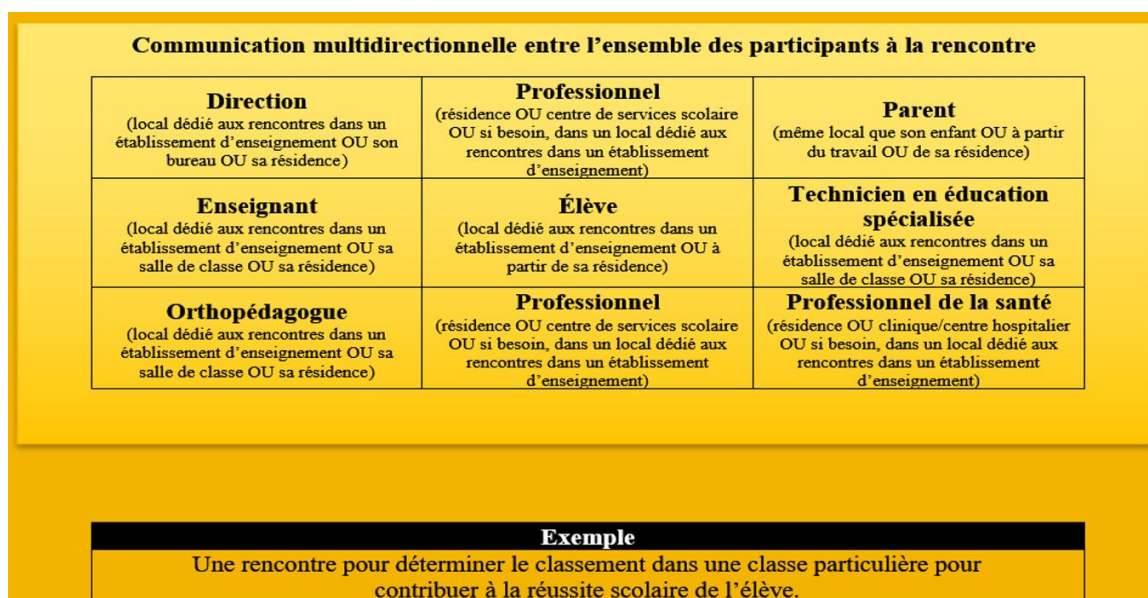 Communication multidirectionnelle entre l’ensemble des participants à la rencontre
Direction
(local dédié aux rencontres dans un
établissement d’enseignement OU son
bureau OU sa résidence)
Professionnel
(résidence OU centre de services scolaire
OU si besoin, dans un local dédié aux
rencontres dans un établissement
d’enseignement)
Parent
(même local que son enfant OU à partir
du travail OU de sa résidence)
Enseignant
(local dédié aux rencontres dans un
établissement d’enseignement OU sa
salle de classe OU sa résidence)
Élève
(local dédié aux rencontres dans un
établissement d’enseignement OU à
partir de sa résidence)
Technicien en éducation
spécialisée
(local dédié aux rencontres dans un
établissement d’enseignement OU sa
salle de classe OU sa résidence)
Orthopédagogue
(local dédié aux rencontres dans un
établissement d’enseignement OU sa
salle de classe OU sa résidence)
Professionnel
(résidence OU centre de services scolaire
OU si besoin, dans un local dédié aux
rencontres dans un établissement
d’enseignement)
Professionnel de la santé
(résidence OU clinique/centre hospitalier
OU si besoin, dans un local dédié aux
rencontres dans un établissement
d’enseignement)
Exemple
Une rencontre pour déterminer le classement dans une classe particulière pour
contribuer à la réussite scolaire de l’élève.